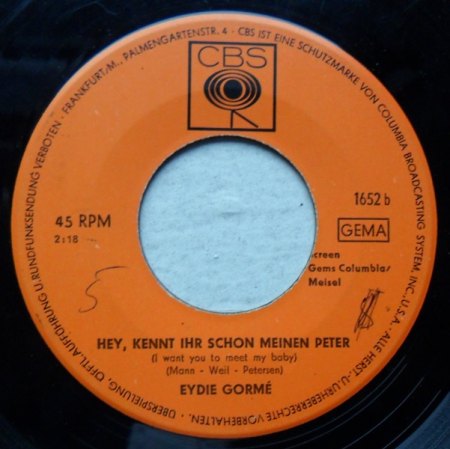 FRANKFURT/M., PALMENGARTENSTR. 4 · CBS IST EINE SCHUTZMARKE VON COLUMBIA BROADCASTING SYSTEM, INC., U.S.A. · ALLE HERST.-U.URHEBERRECHTE VORBEHALTEN. · ÜBERSPIELUNG, ÖFFTL.AUFFÜHRUNG U.RUNDFUNKSENDUNG VERBOTEN ·
CBS
1652 b
45 RPM
GEMA
2:18
creen
Gems Columbia/
Meisel
5
HEY, KENNT IHR SCHON MEINEN PETER
(I want you to meet my baby)
(Mann - Weil - Petersen)
EYDIE GORMÉ